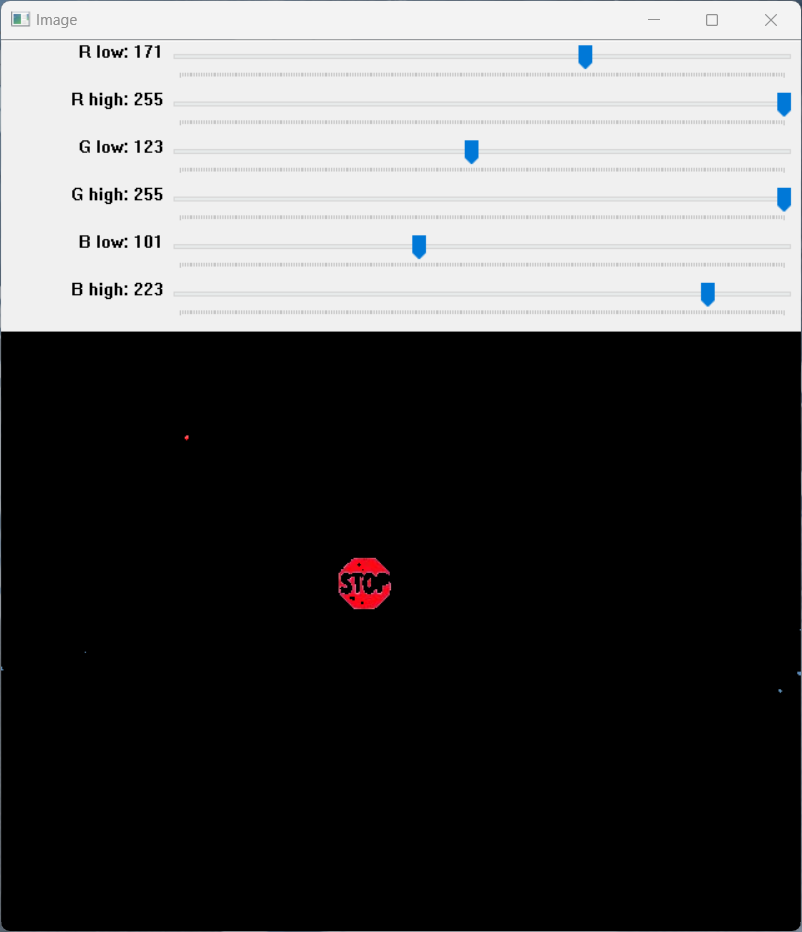 Image
R low: 171
R high: 255
G low: 123
G high: 255
B low: 101
B high: 223
STOP